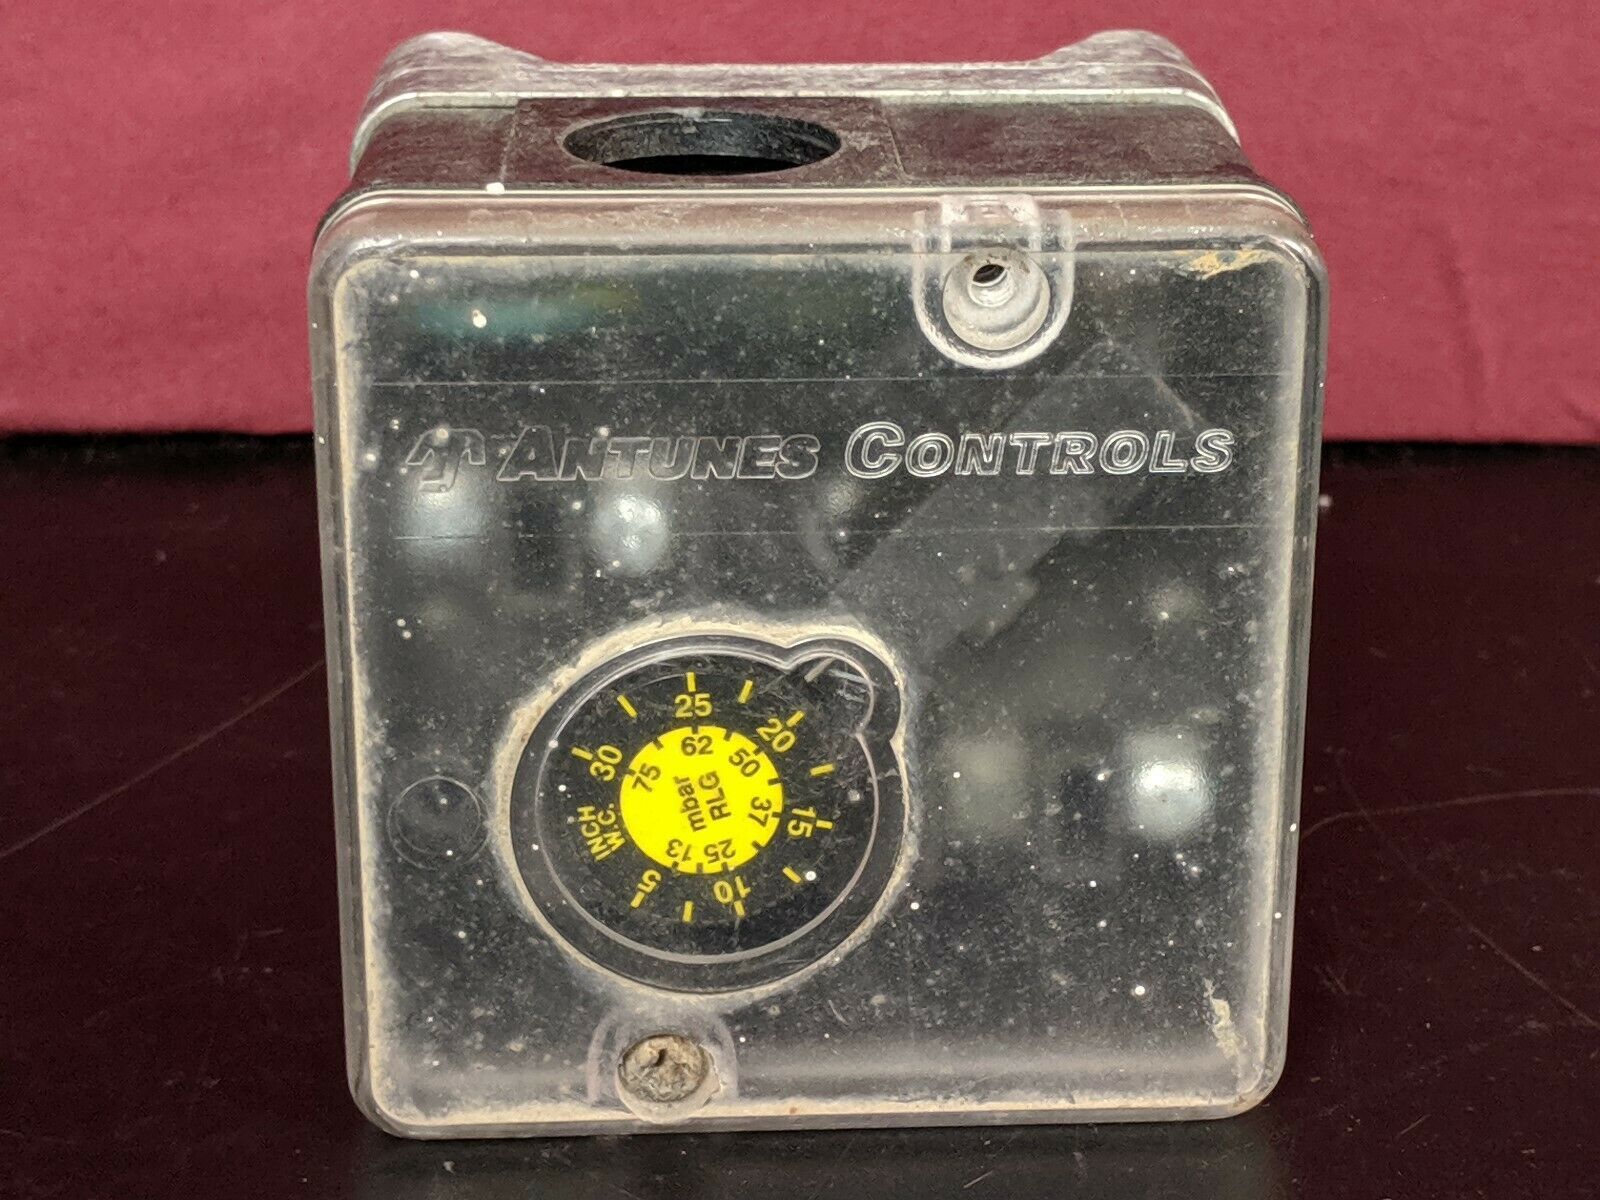 ANTUNES CONTROLS
25
20
15
10
5
30
INCH
W.C.
62
50
37
25
13
75
mbar
RLG